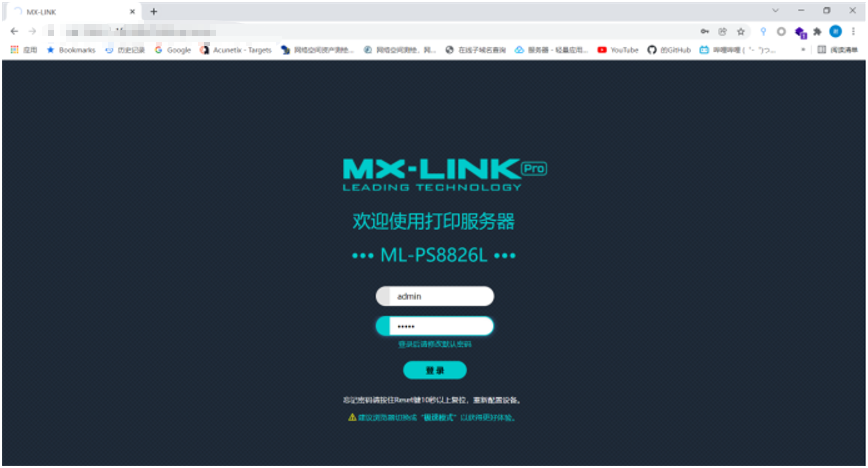 MX-LINK
应用 Bookmarks 历史记录 Google Acunetix - Targets 网络空间资产测绘... 网络空间测绘，网... 在线子域名查询 服务器 - 轻量应用... YouTube 的GitHub 哔哩哔哩 ( ゜- ゜)つ... » 阅读清单
MX-LINK Pro
LEADING TECHNOLOGY
欢迎使用打印服务器
••• ML-PS8826L •••
admin
•••••
登录后请修改默认密码
登 录
忘记密码请按住Reset键10秒以上复位，重新配置设备。
建议浏览器切换成“极速模式”以获得更好体验。